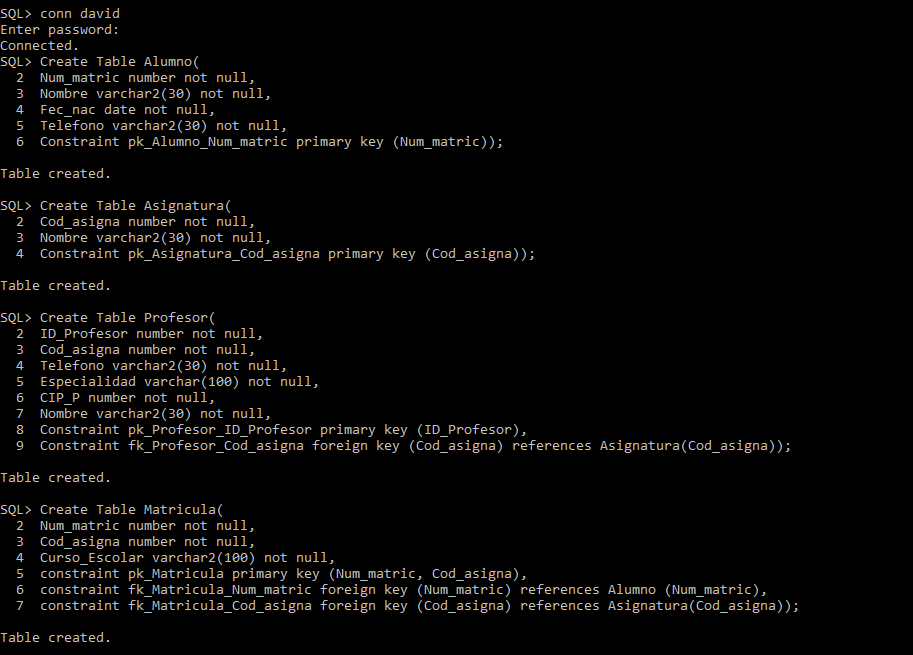 SQL> conn david
Enter password:
Connected.
SQL> Create Table Alumno(
  2  Num_matric number not null,
  3  Nombre varchar2(30) not null,
  4  Fec_nac date not null,
  5  Telefono varchar2(30) not null,
  6  Constraint pk_Alumno_Num_matric primary key (Num_matric));

Table created.

SQL> Create Table Asignatura(
  2  Cod_asigna number not null,
  3  Nombre varchar2(30) not null,
  4  Constraint pk_Asignatura_Cod_asigna primary key (Cod_asigna));

Table created.

SQL> Create Table Profesor(
  2  ID_Profesor number not null,
  3  Cod_asigna number not null,
  4  Telefono varchar2(30) not null,
  5  Especialidad varchar(100) not null,
  6  CIP_P number not null,
  7  Nombre varchar2(30) not null,
  8  Constraint pk_Profesor_ID_Profesor primary key (ID_Profesor),
  9  Constraint fk_Profesor_Cod_asigna foreign key (Cod_asigna) references Asignatura(Cod_asigna));

Table created.

SQL> Create Table Matricula(
  2  Num_matric number not null,
  3  Cod_asigna number not null,
  4  Curso_Escolar varchar2(100) not null,
  5  constraint pk_Matricula primary key (Num_matric, Cod_asigna),
  6  constraint fk_Matricula_Num_matric foreign key (Num_matric) references Alumno (Num_matric),
  7  constraint fk_Matricula_Cod_asigna foreign key (Cod_asigna) references Asignatura(Cod_asigna));

Table created.